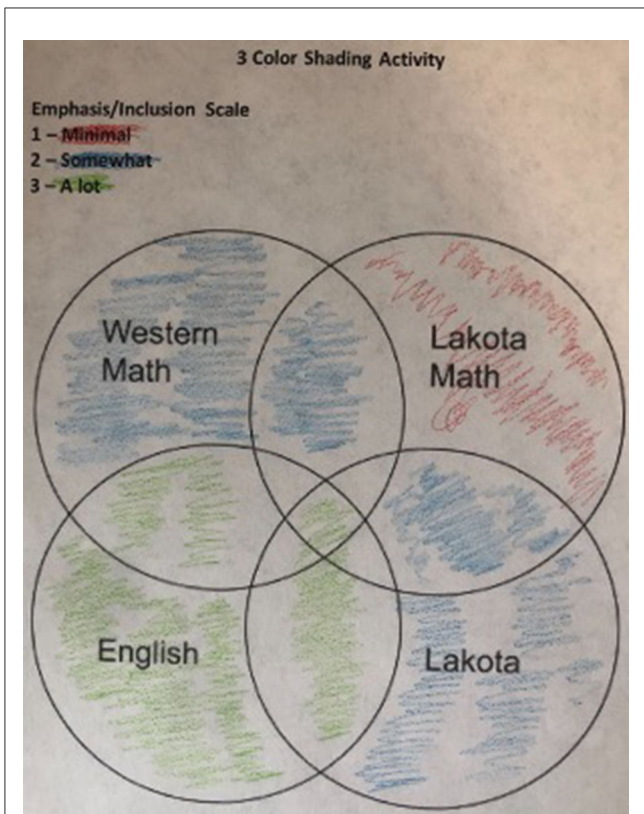 3 Color Shading Activity
Emphasis/Inclusion Scale
1 – Minimal
2 – Somewhat
3 – A lot
Western
Math
Lakota
Math
English
Lakota